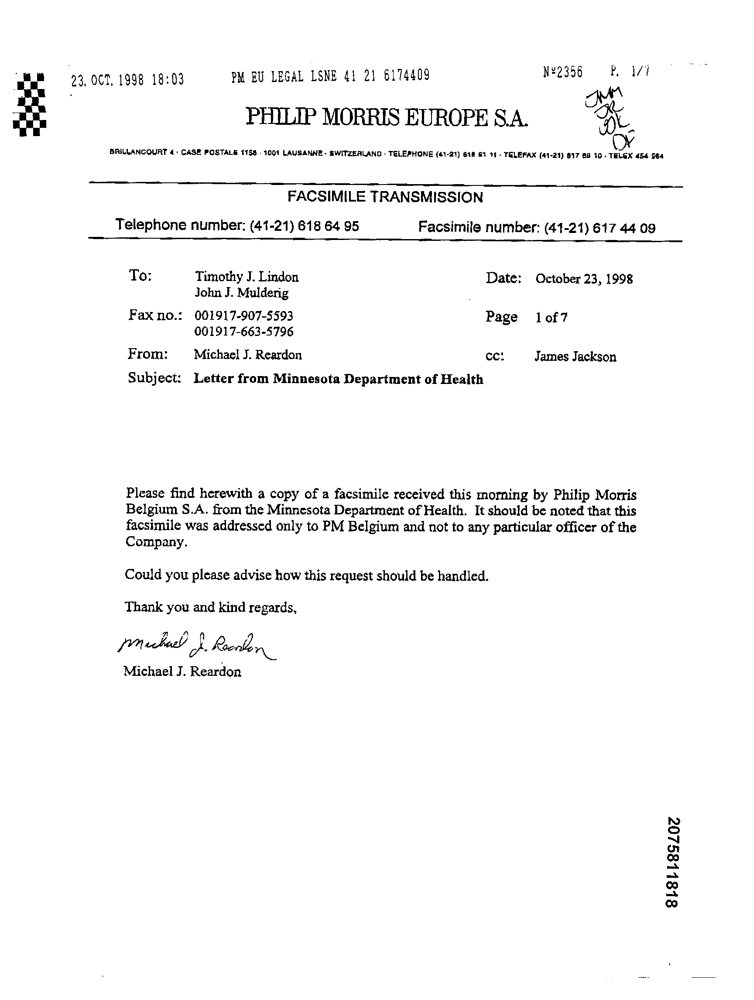 23. OCT. 1998 18:03 PM EU LEGAL LSNE 41 21 6174409 Nº2356 P. 1/7
JMM
JR
DL
PHILIP MORRIS EUROPE S.A.
BRILLANCOURT 4 · CASE POSTALE 1158 · 1001 LAUSANNE · SWITZERLAND · TELEPHONE (41-21) 618 61 11 · TELEFAX (41-21) 617 69 10 · TELEX 454 564
FACSIMILE TRANSMISSION
Telephone number: (41-21) 618 64 95 Facsimile number: (41-21) 617 44 09
To: Timothy J. Lindon Date: October 23, 1998
John J. Mulderig
Fax no.: 001917-907-5593 Page 1 of 7
001917-663-5796
From: Michael J. Reardon cc: James Jackson
Subject: Letter from Minnesota Department of Health
Please find herewith a copy of a facsimile received this morning by Philip Morris
Belgium S.A. from the Minnesota Department of Health. It should be noted that this
facsimile was addressed only to PM Belgium and not to any particular officer of the
Company.
Could you please advise how this request should be handled.
Thank you and kind regards,
Michael J. Reardon
Michael J. Reardon
2075811818